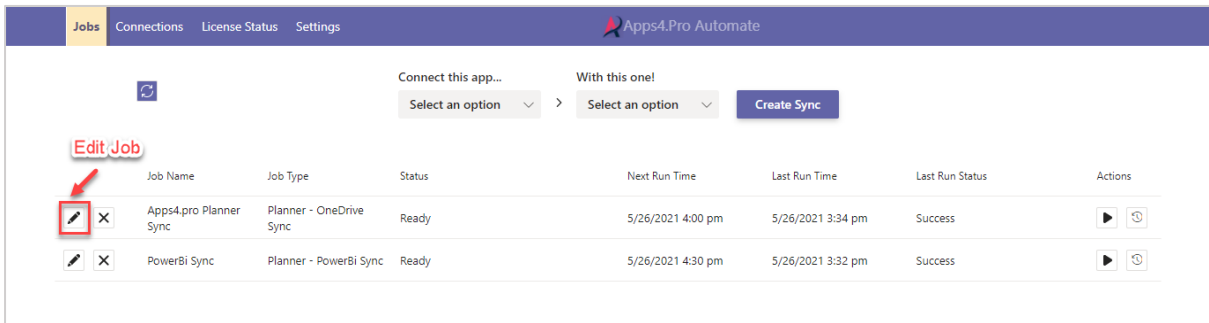 Jobs Connections License Status Settings Apps4.Pro Automate
Connect this app... With this one!
Select an option > Select an option Create Sync
Edit Job
Job Name Job Type Status Next Run Time Last Run Time Last Run Status Actions
Apps4.pro Planner Sync Planner - OneDrive Sync Ready 5/26/2021 4:00 pm 5/26/2021 3:34 pm Success
PowerBi Sync Planner - PowerBi Sync Ready 5/26/2021 4:30 pm 5/26/2021 3:32 pm Success